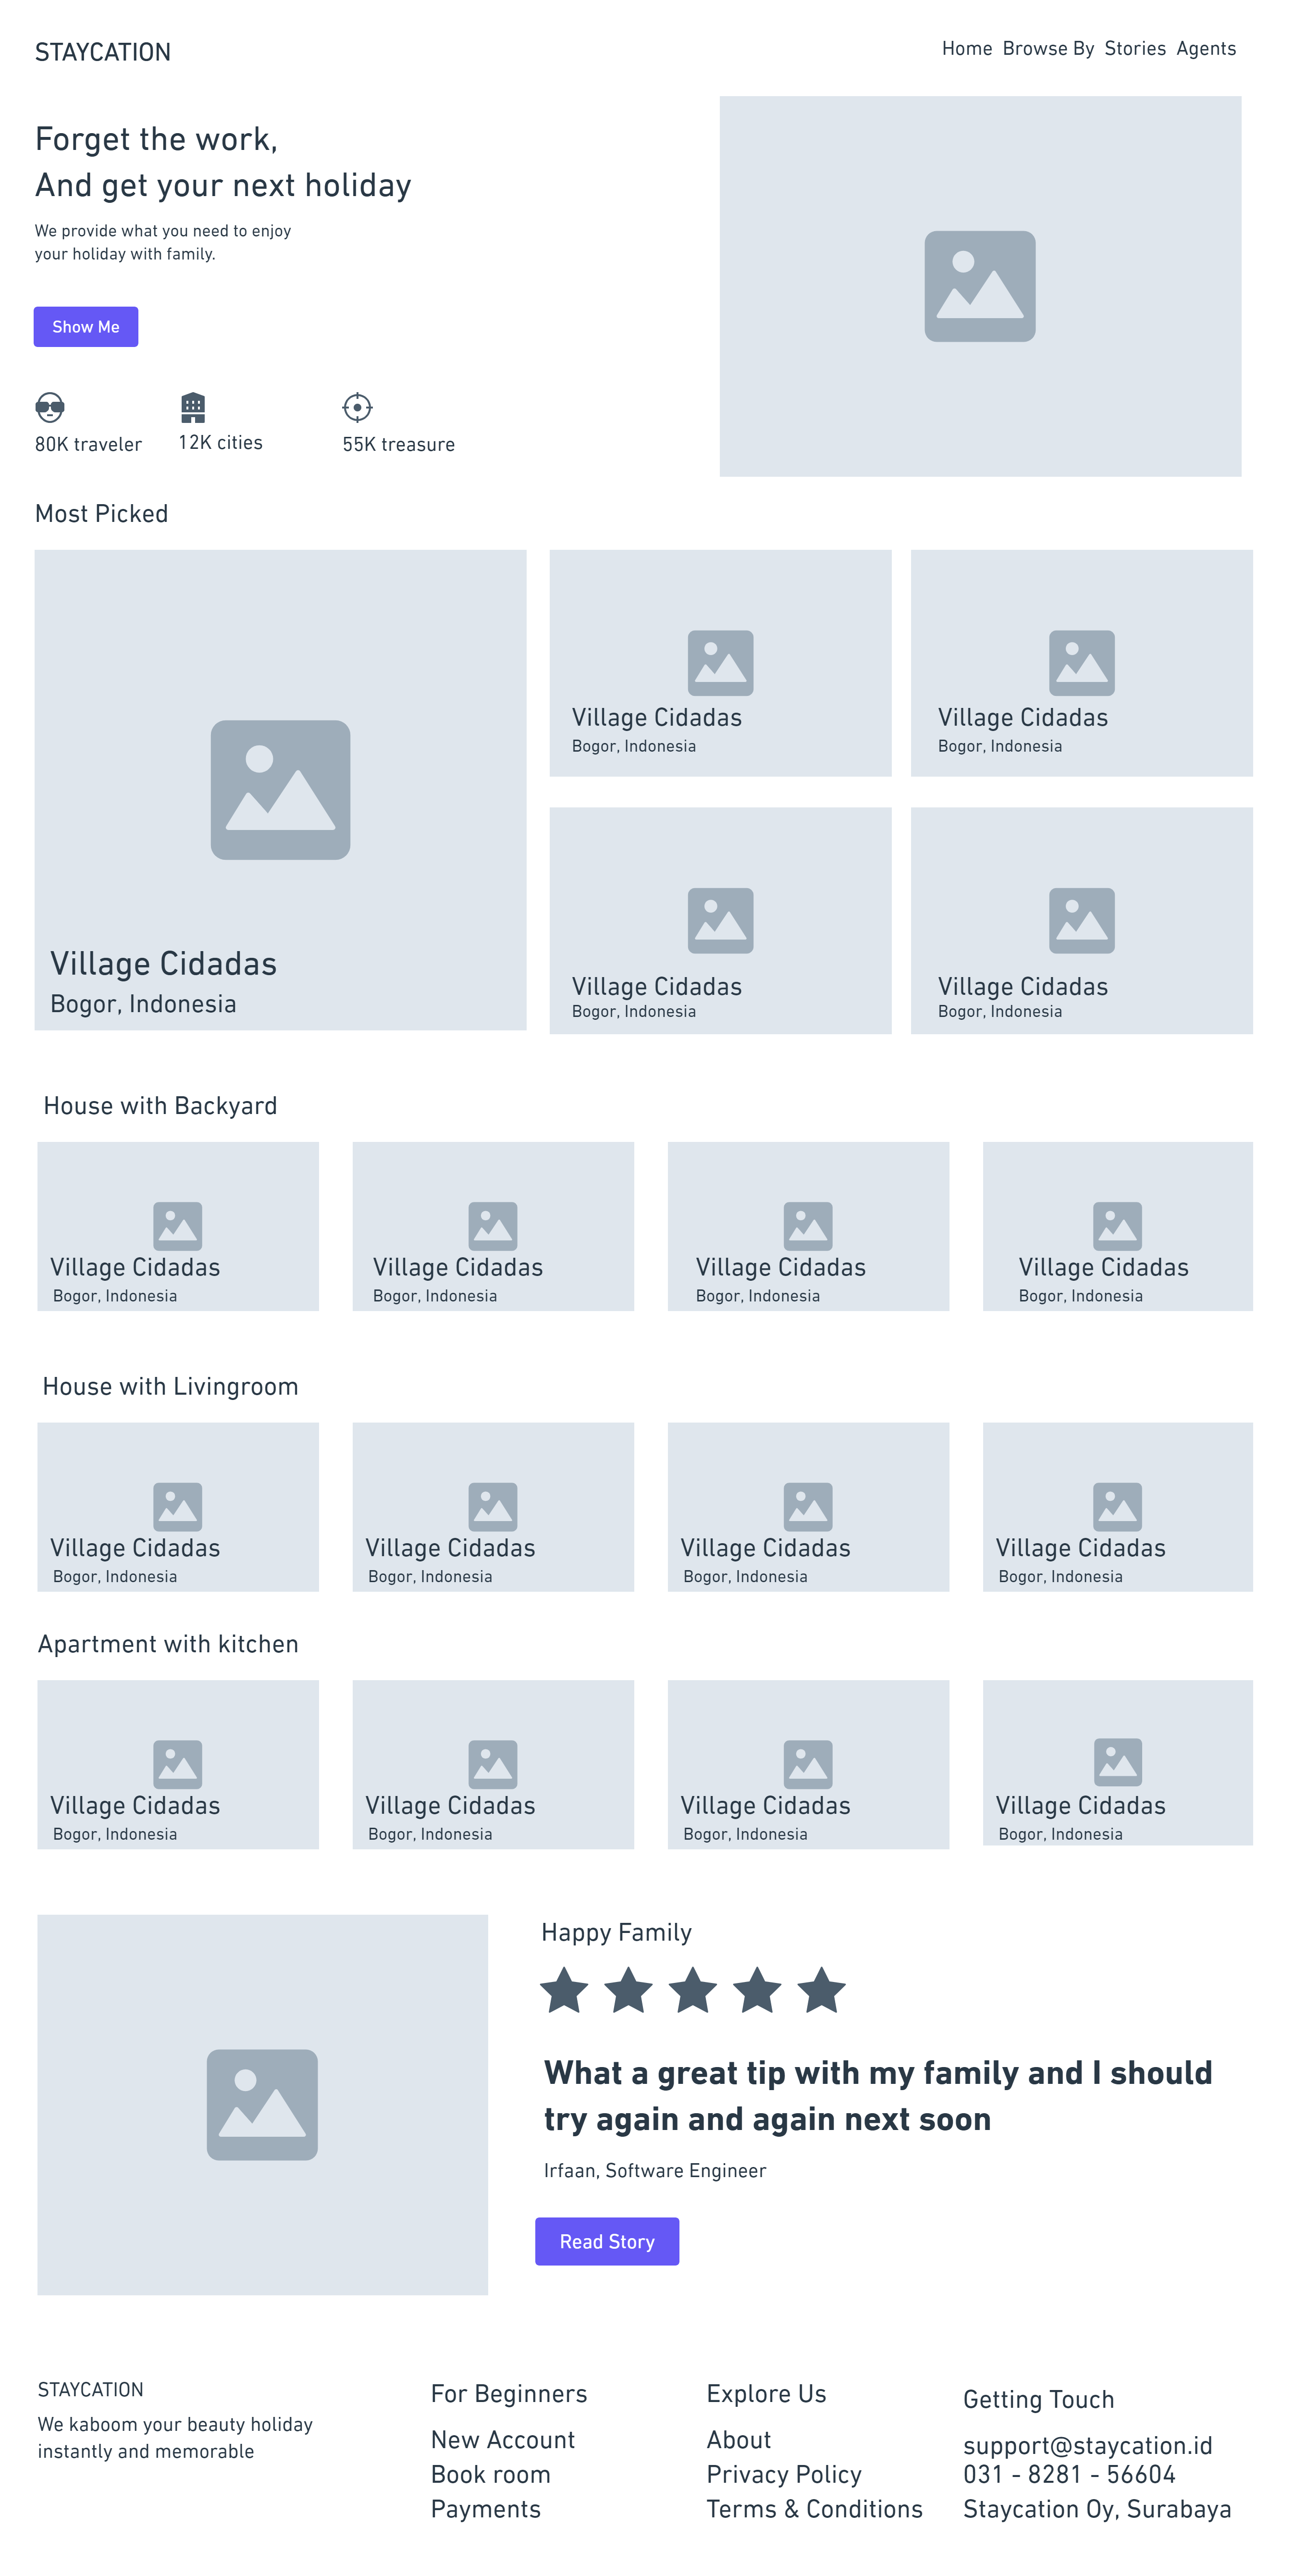 STAYCATION
Home Browse By Stories Agents
Forget the work,
And get your next holiday
We provide what you need to enjoy
your holiday with family.
Show Me
80K traveler
12K cities
55K treasure
Most Picked
Village Cidadas
Bogor, Indonesia
Village Cidadas
Bogor, Indonesia
Village Cidadas
Bogor, Indonesia
Village Cidadas
Bogor, Indonesia
Village Cidadas
Bogor, Indonesia
House with Backyard
Village Cidadas
Bogor, Indonesia
Village Cidadas
Bogor, Indonesia
Village Cidadas
Bogor, Indonesia
Village Cidadas
Bogor, Indonesia
House with Livingroom
Village Cidadas
Bogor, Indonesia
Village Cidadas
Bogor, Indonesia
Village Cidadas
Bogor, Indonesia
Village Cidadas
Bogor, Indonesia
Apartment with kitchen
Village Cidadas
Bogor, Indonesia
Village Cidadas
Bogor, Indonesia
Village Cidadas
Bogor, Indonesia
Village Cidadas
Bogor, Indonesia
Happy Family
What a great tip with my family and I should
try again and again next soon
Irfaan, Software Engineer
Read Story
STAYCATION
We kaboom your beauty holiday
instantly and memorable
For Beginners
New Account
Book room
Payments
Explore Us
About
Privacy Policy
Terms & Conditions
Getting Touch
support@staycation.id
031 - 8281 - 56604
Staycation Oy, Surabaya